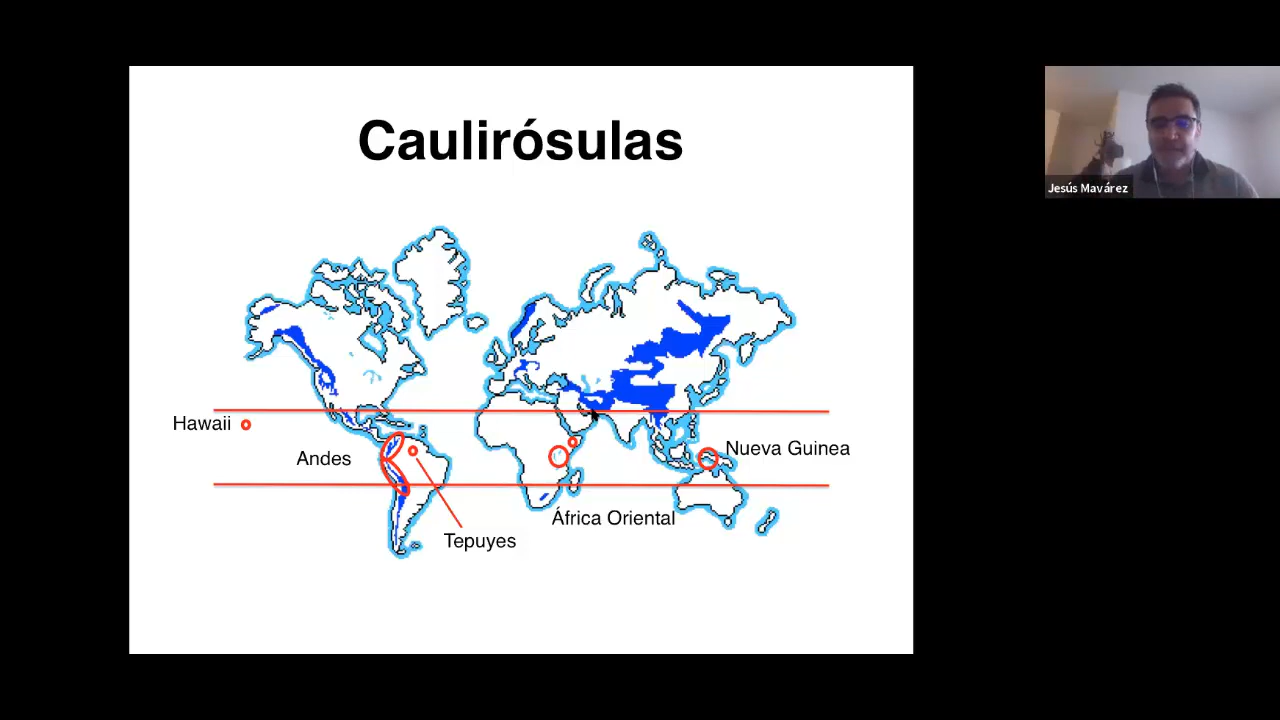 Caulirósulas
Jesús Mavárez
Hawaii
Andes
Nueva Guinea
África Oriental
Tepuyes